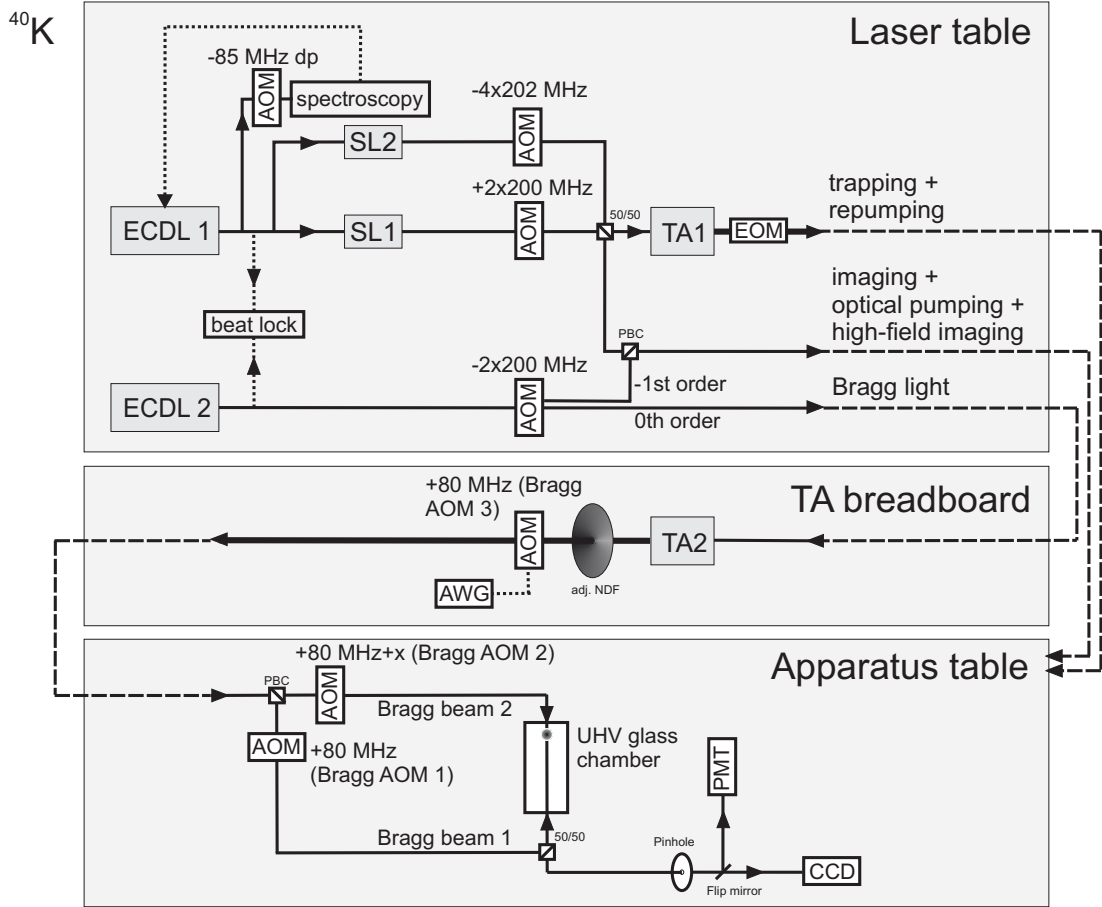 ⁴⁰K
Laser table
-85 MHz dp
AOM
spectroscopy
-4x202 MHz
SL2
AOM
+2x200 MHz
trapping +
repumping
ECDL 1
SL1
AOM
50/50
TA1
EOM
imaging +
optical pumping +
high-field imaging
beat lock
PBC
-2x200 MHz
-1st order
Bragg light
ECDL 2
AOM
0th order
+80 MHz (Bragg
AOM 3)
TA breadboard
AOM
TA2
AWG
adj. NDF
+80 MHz+x (Bragg AOM 2)
Apparatus table
PBC
AOM
Bragg beam 2
UHV glass
chamber
AOM
+80 MHz
(Bragg AOM 1)
PMT
Bragg beam 1
50/50
Pinhole
CCD
Flip mirror